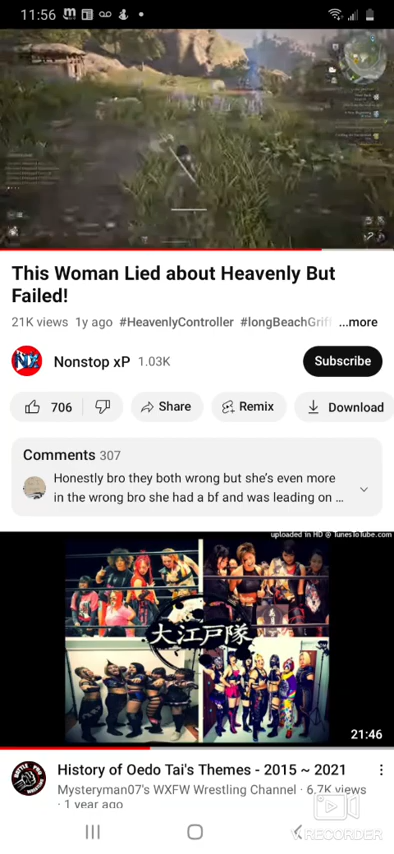 11:56
This Woman Lied about Heavenly But
Failed!
21K views 1y ago #HeavenlyController #longBeachGriff ...more
Nonstop xP 1.03K
Subscribe
706
Share
Remix
Download
Comments 307
Honestly bro they both wrong but she's even more
in the wrong bro she had a bf and was leading on ...
uploaded in HD @ TunesToTube.com
大江戸隊
21:46
History of Oedo Tai's Themes - 2015 ~ 2021
Mysteryman07's WXFW Wrestling Channel · 6.7K views
· 1 year ago
V RECORDER